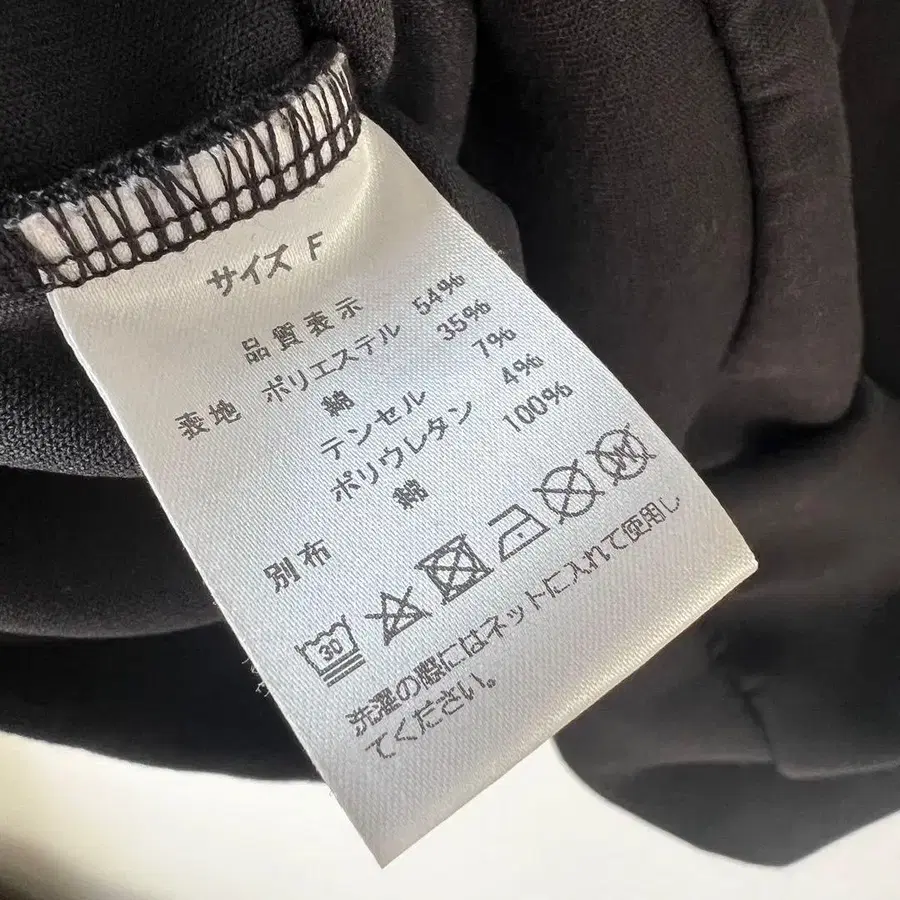 サイズ F
品質表示
表地 ポリエステル 54%
綿 35%
テンセル 7%
ポリウレタン 4%
別布 綿 100%
30
洗濯の際にはネットに入れて使用し
てください。